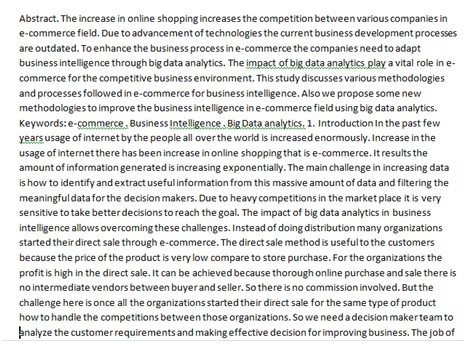 Abstract. The increase in online shopping increases the competition between various companies in
e-commerce field. Due to advancement of technologies the current business development processes
are outdated. To enhance the business process in e-commerce the companies need to adapt
business intelligence through big data analytics. The impact of big data analytics play a vital role in e-
commerce for the competitive business environment. This study discusses various methodologies
and processes followed in e-commerce for business intelligence. Also we propose some new
methodologies to improve the business intelligence in e-commerce field using big data analytics.
Keywords: e-commerce , Business Intelligence , Big Data analytics. 1. Introduction In the past few
years usage of internet by the people all over the world is increased enormously. Increase in the
usage of internet there has been increase in online shopping that is e-commerce. It results the
amount of information generated is increasing exponentially. The main challenge in increasing data
is how to identify and extract useful information from this massive amount of data and filtering the
meaningful data for the decision makers. Due to heavy competitions in the market place it is very
sensitive to take better decisions to reach the goal. The impact of big data analytics in business
intelligence allows overcoming these challenges. Instead of doing distribution many organizations
started their direct sale through e-commerce. The direct sale method is useful to the customers
because the price of the product is very low compare to store purchase. For the organizations the
profit is high in the direct sale. It can be achieved because thorough online purchase and sale there is
no intermediate vendors between buyer and seller. So there is no commission involved. But the
challenge here is once all the organizations started their direct sale for the same type of product
how to handle the competitions between those organizations. So we need a decision maker team to
analyze the customer requirements and making effective decision for improving business. The job of